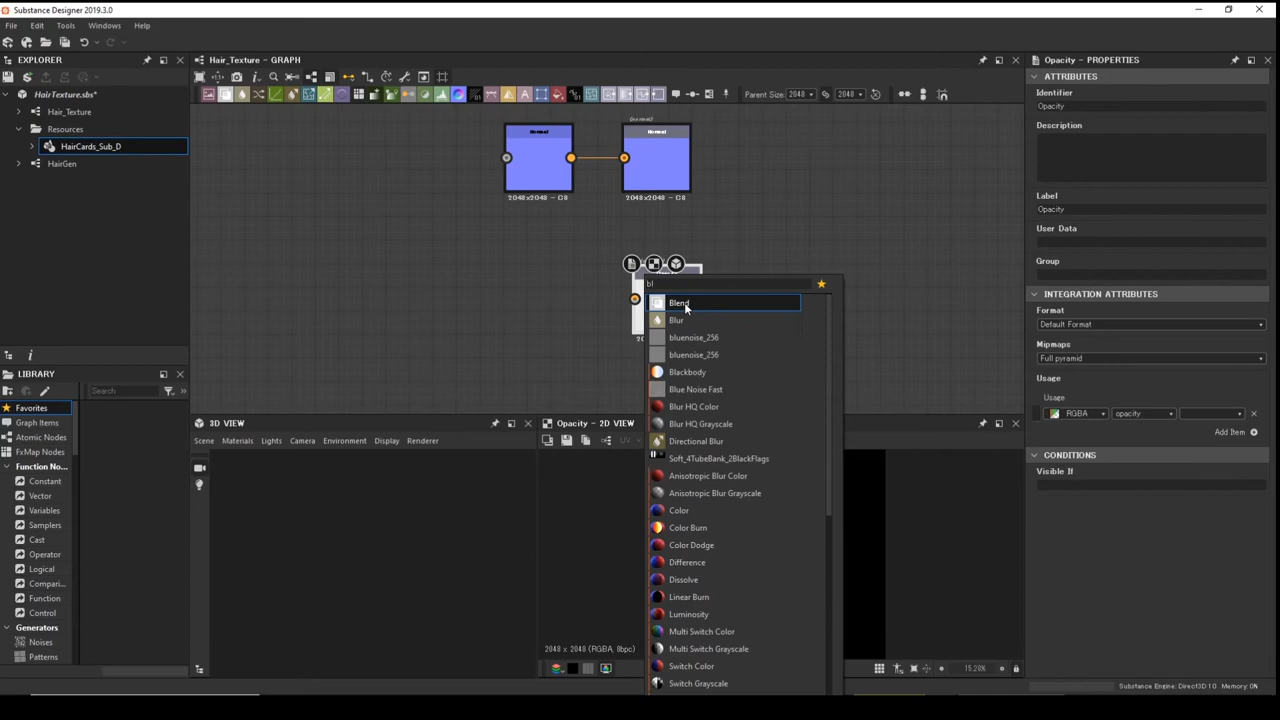 Substance Designer 2019.3.0
File Edit Tools Windows Help
EXPLORER
HairTexture.sbs*
Hair_Texture
Resources
HairCards_Sub_D
HairGen
LIBRARY
Search
Favorites
Graph Items
Atomic Nodes
FxMap Nodes
Function No...
Constant
Vector
Variables
Samplers
Cast
Operator
Logical
Compari...
Function
Control
Generators
Noises
Patterns
Hair_Texture - GRAPH
Parent Size: 2048 2048
(normal)
Normal Normal
2048x2048 - C8 2048x2048 - C8
bl
Blend
Blur
bluenoise_256
bluenoise_256
Blackbody
Blue Noise Fast
Blur HQ Color
Blur HQ Grayscale
Directional Blur
Soft_4TubeBank_2BlackFlags
Anisotropic Blur Color
Anisotropic Blur Grayscale
Color
Color Burn
Color Dodge
Difference
Dissolve
Linear Burn
Luminosity
Multi Switch Color
Multi Switch Grayscale
Switch Color
Switch Grayscale
3D VIEW
Scene Materials Lights Camera Environment Display Renderer
Opacity - 2D VIEW
UV
2048 x 2048 (RGBA, 8bpc)
15.28%
Opacity - PROPERTIES
ATTRIBUTES
Identifier
Opacity
Description
Label
Opacity
User Data
Group
INTEGRATION ATTRIBUTES
Format
Default Format
Mipmaps
Full pyramid
Usage
Usage
RGBA opacity
Add Item
CONDITIONS
Visible If
Substance Engine: Direct3D 10 Memory: 0%